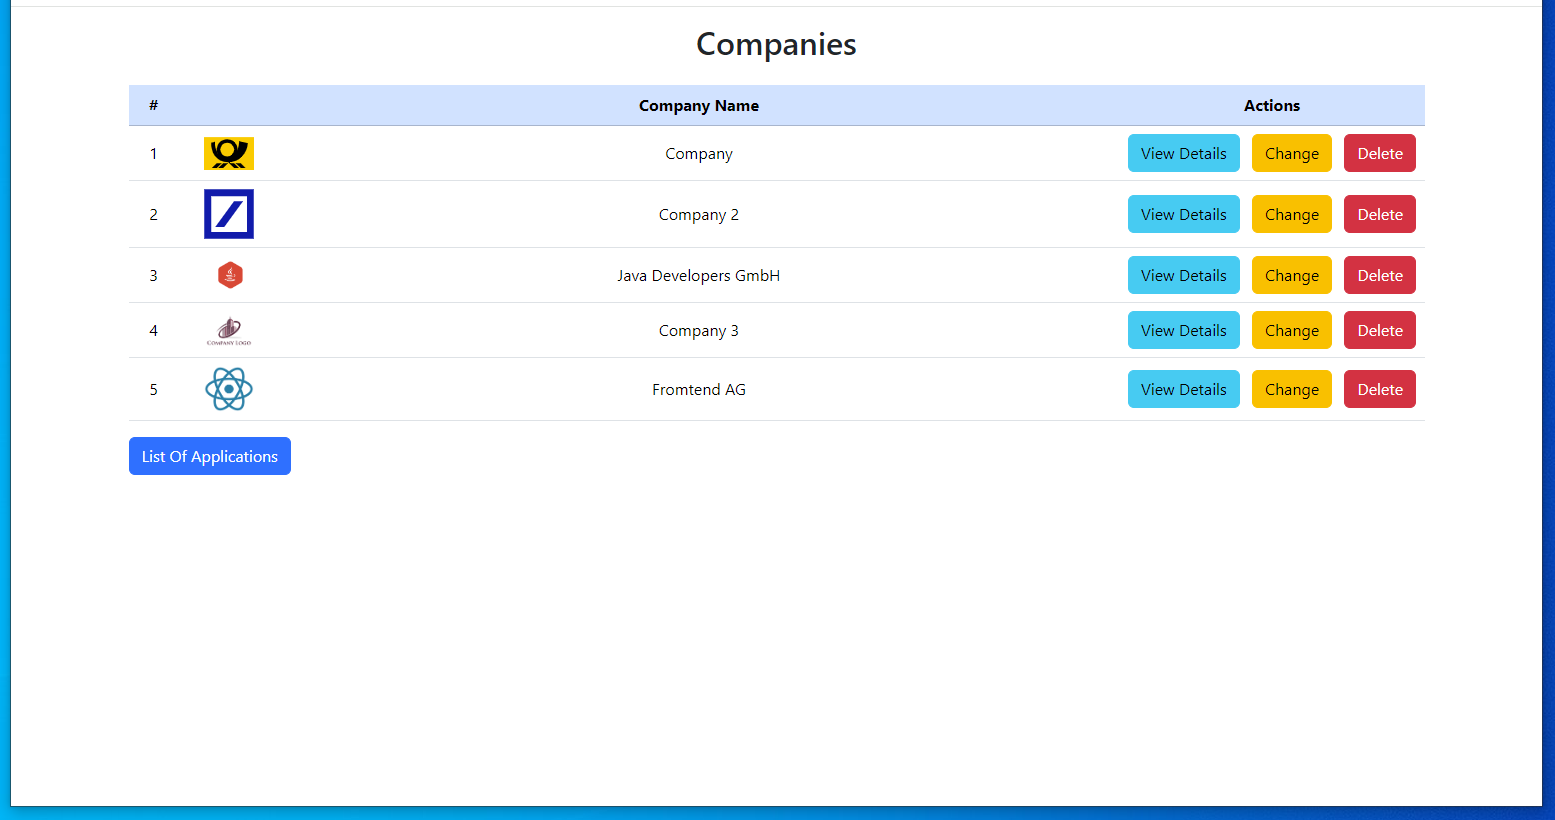 Companies
# Company Name Actions
1 Company View Details Change Delete
2 Company 2 View Details Change Delete
3 Java Developers GmbH View Details Change Delete
4 COMPANY LOGO Company 3 View Details Change Delete
5 Fromtend AG View Details Change Delete
List Of Applications